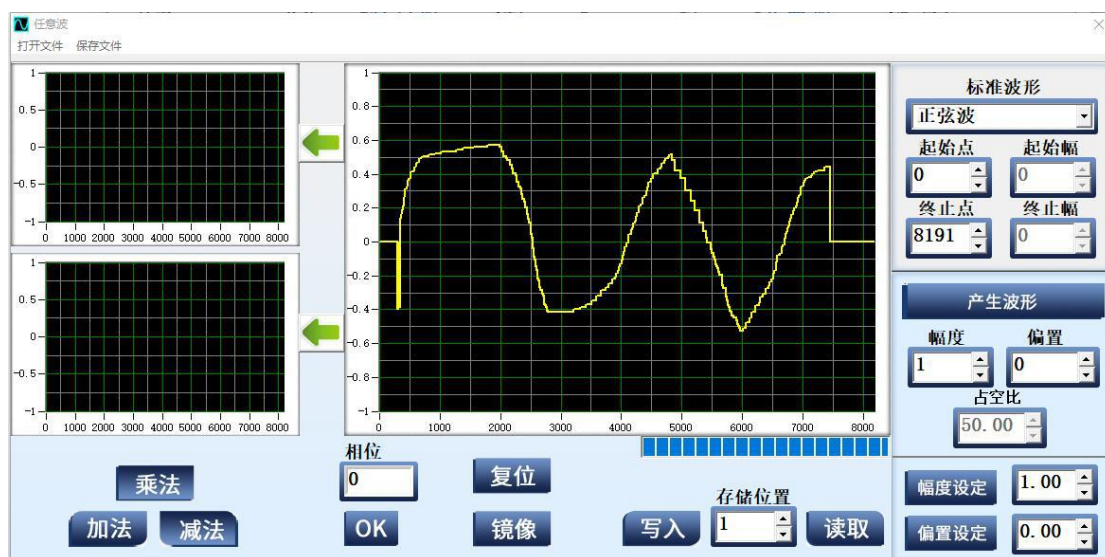 任意波
打开文件 保存文件
1
0.5
0
-0.5
-1
0 1000 2000 3000 4000 5000 6000 7000 8000
1
0.5
0
-0.5
-1
0 1000 2000 3000 4000 5000 6000 7000 8000
1
0.8
0.6
0.4
0.2
0
-0.2
-0.4
-0.6
-0.8
-1
0 1000 2000 3000 4000 5000 6000 7000
标准波形
正弦波
起始点 起始幅
0 0
终止点 终止幅
8191 0
产生波形
幅度 偏置
1 0
占空比
50.00
乘法
加法 减法
相位
0
复位
OK 镜像
存储位置
写入 1 读取
幅度设定 1.00
偏置设定 0.00